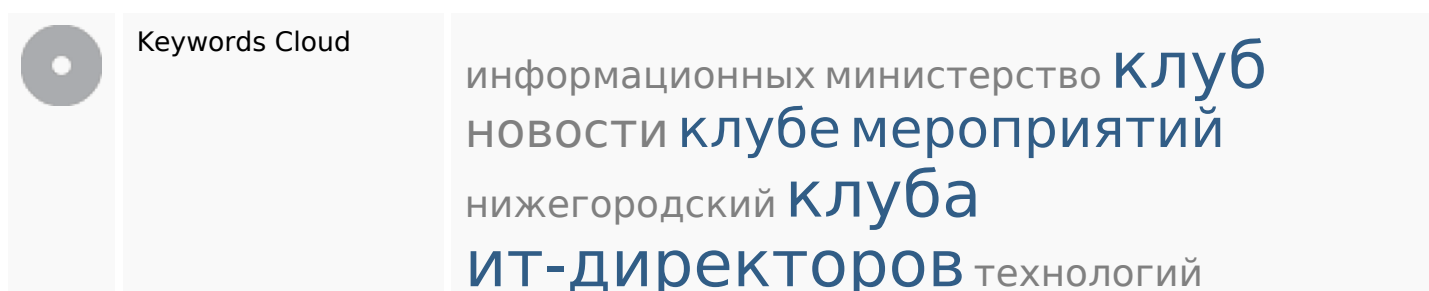 Keywords Cloud
информационных министерство клуб
новости клубе мероприятий
нижегородский клуба
ит-директоров технологий